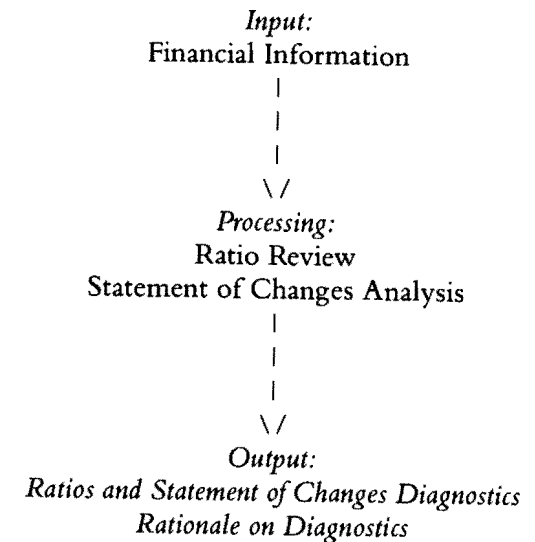 Input:
Financial Information
|
|
|
\/
Processing:
Ratio Review
Statement of Changes Analysis
|
|
|
\/
Output:
Ratios and Statement of Changes Diagnostics
Rationale on Diagnostics